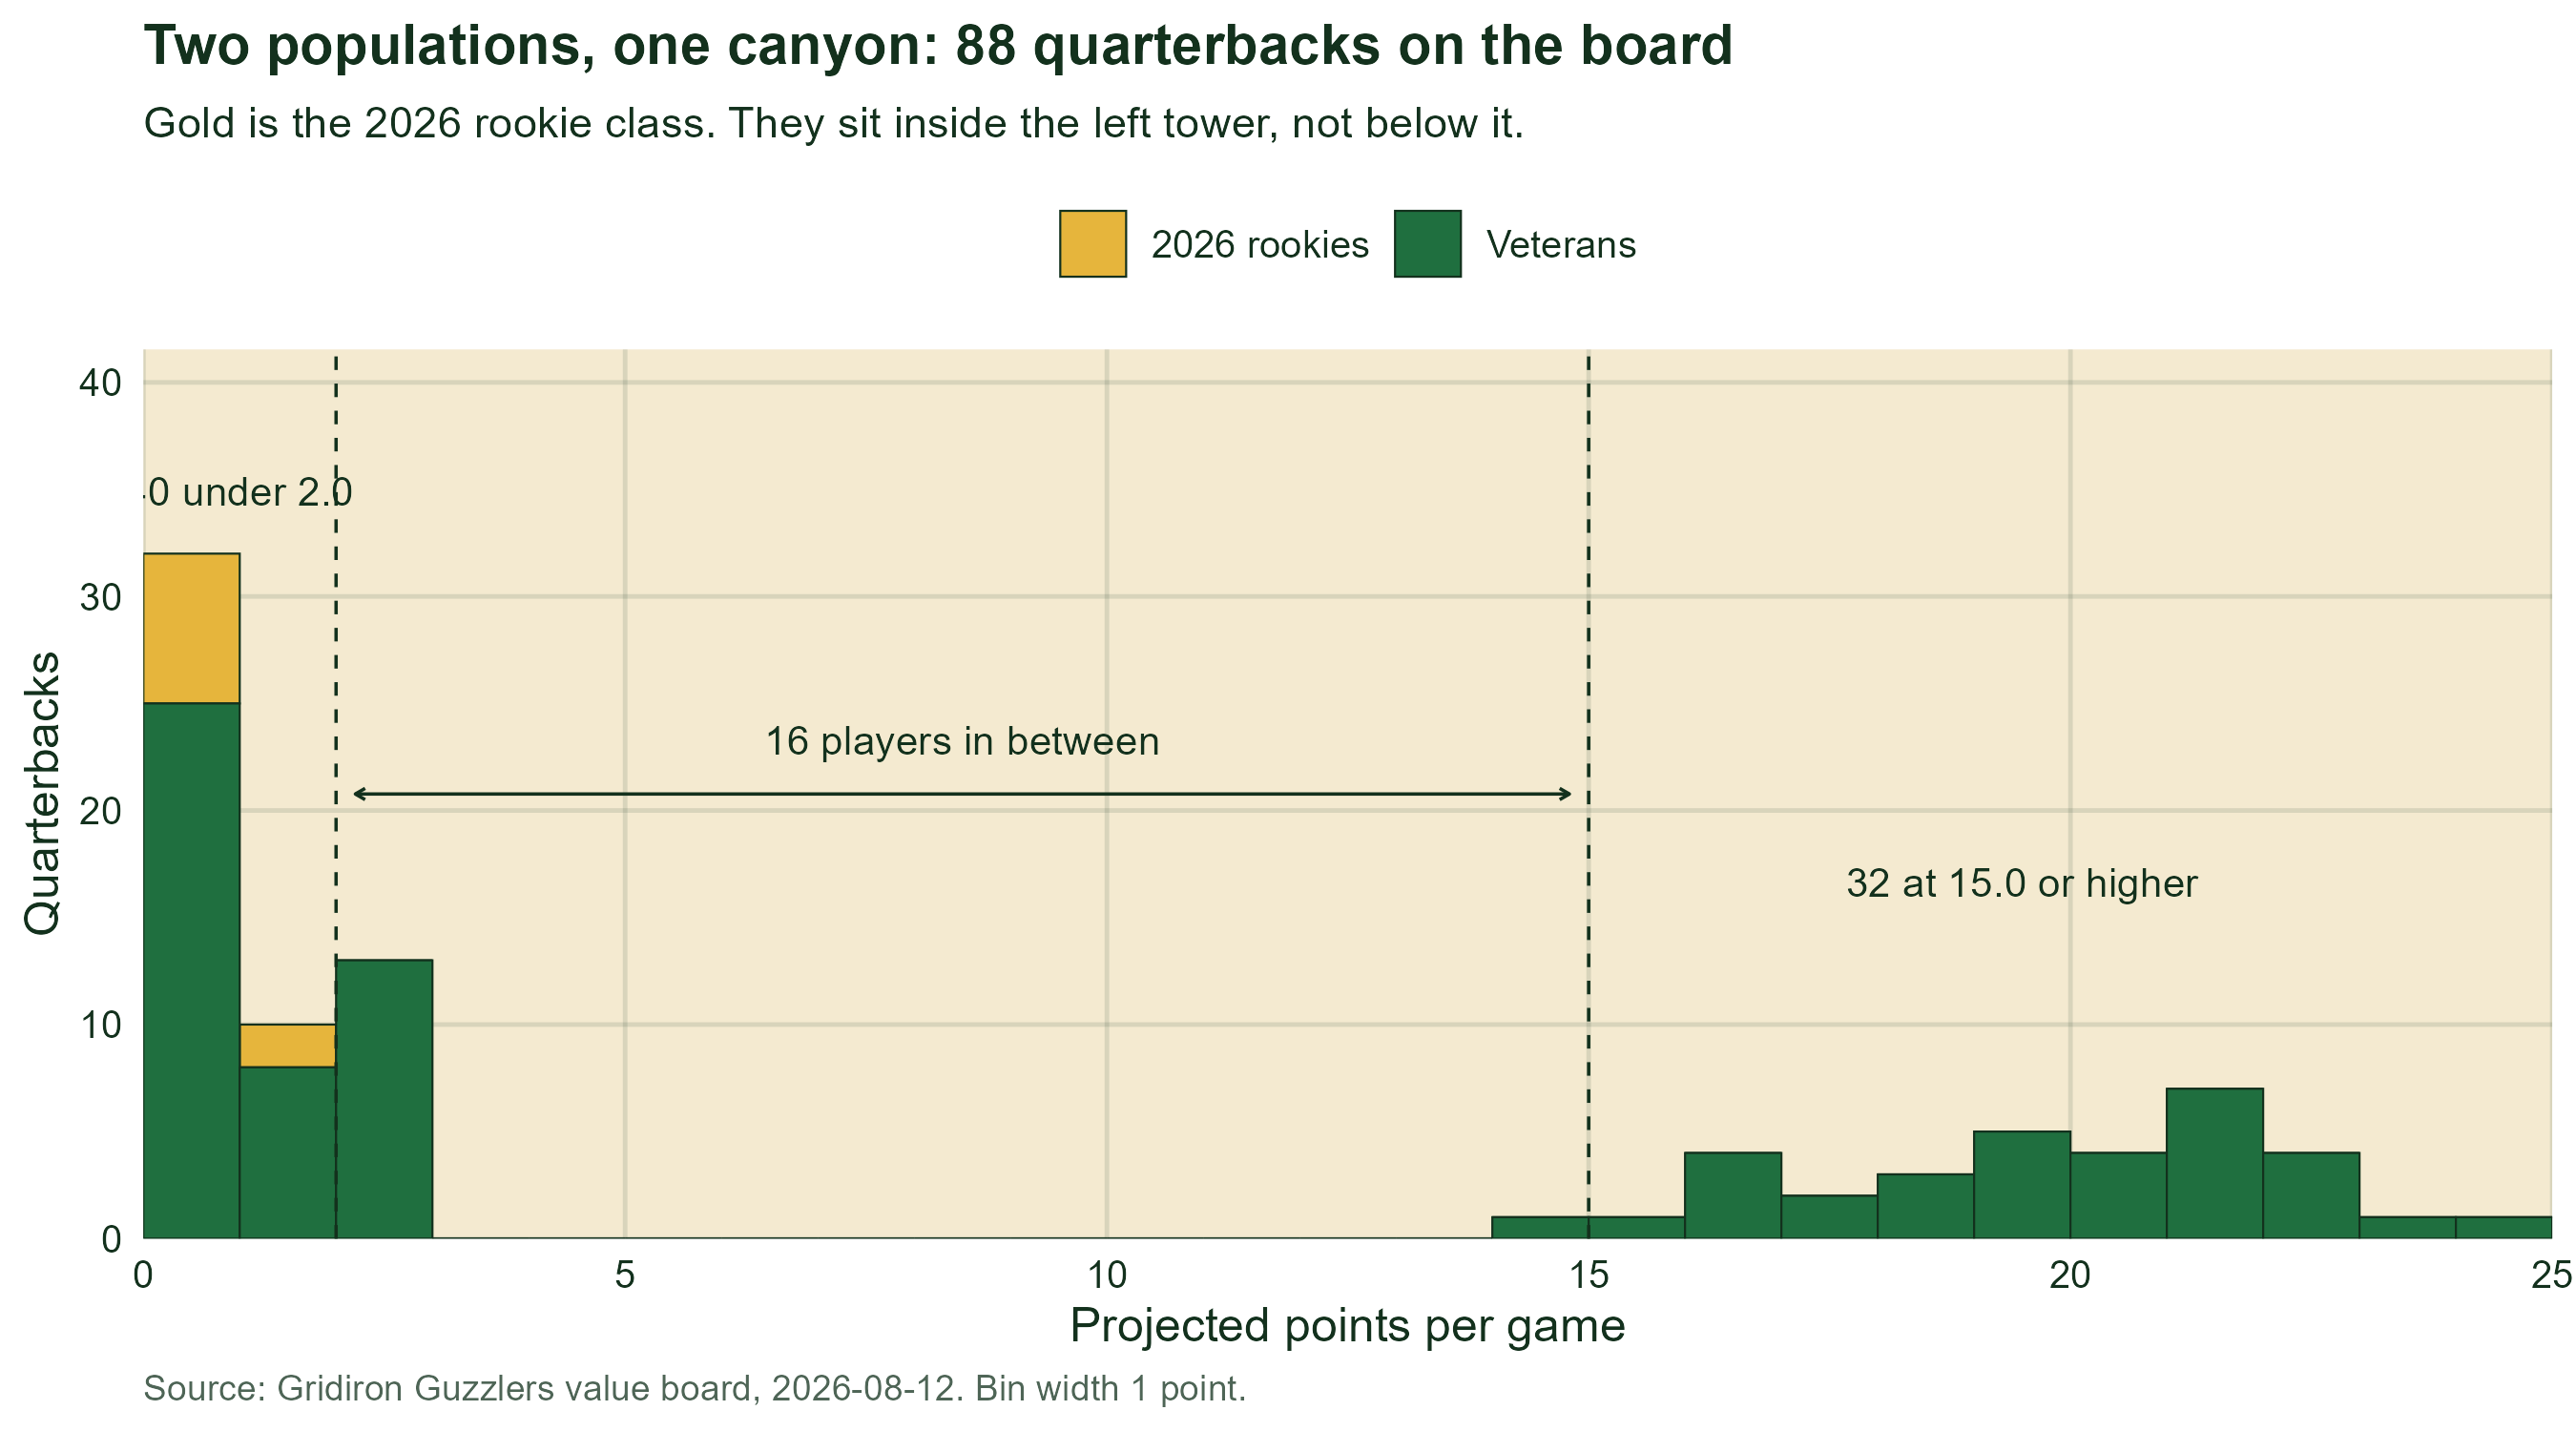 Two populations, one canyon: 88 quarterbacks on the board
Gold is the 2026 rookie class. They sit inside the left tower, not below it.
2026 rookies
Veterans
Quarterbacks
40
30
20
10
0
0 under 2.0
16 players in between
32 at 15.0 or higher
0
5
10
15
20
25
Projected points per game
Source: Gridiron Guzzlers value board, 2026-08-12. Bin width 1 point.